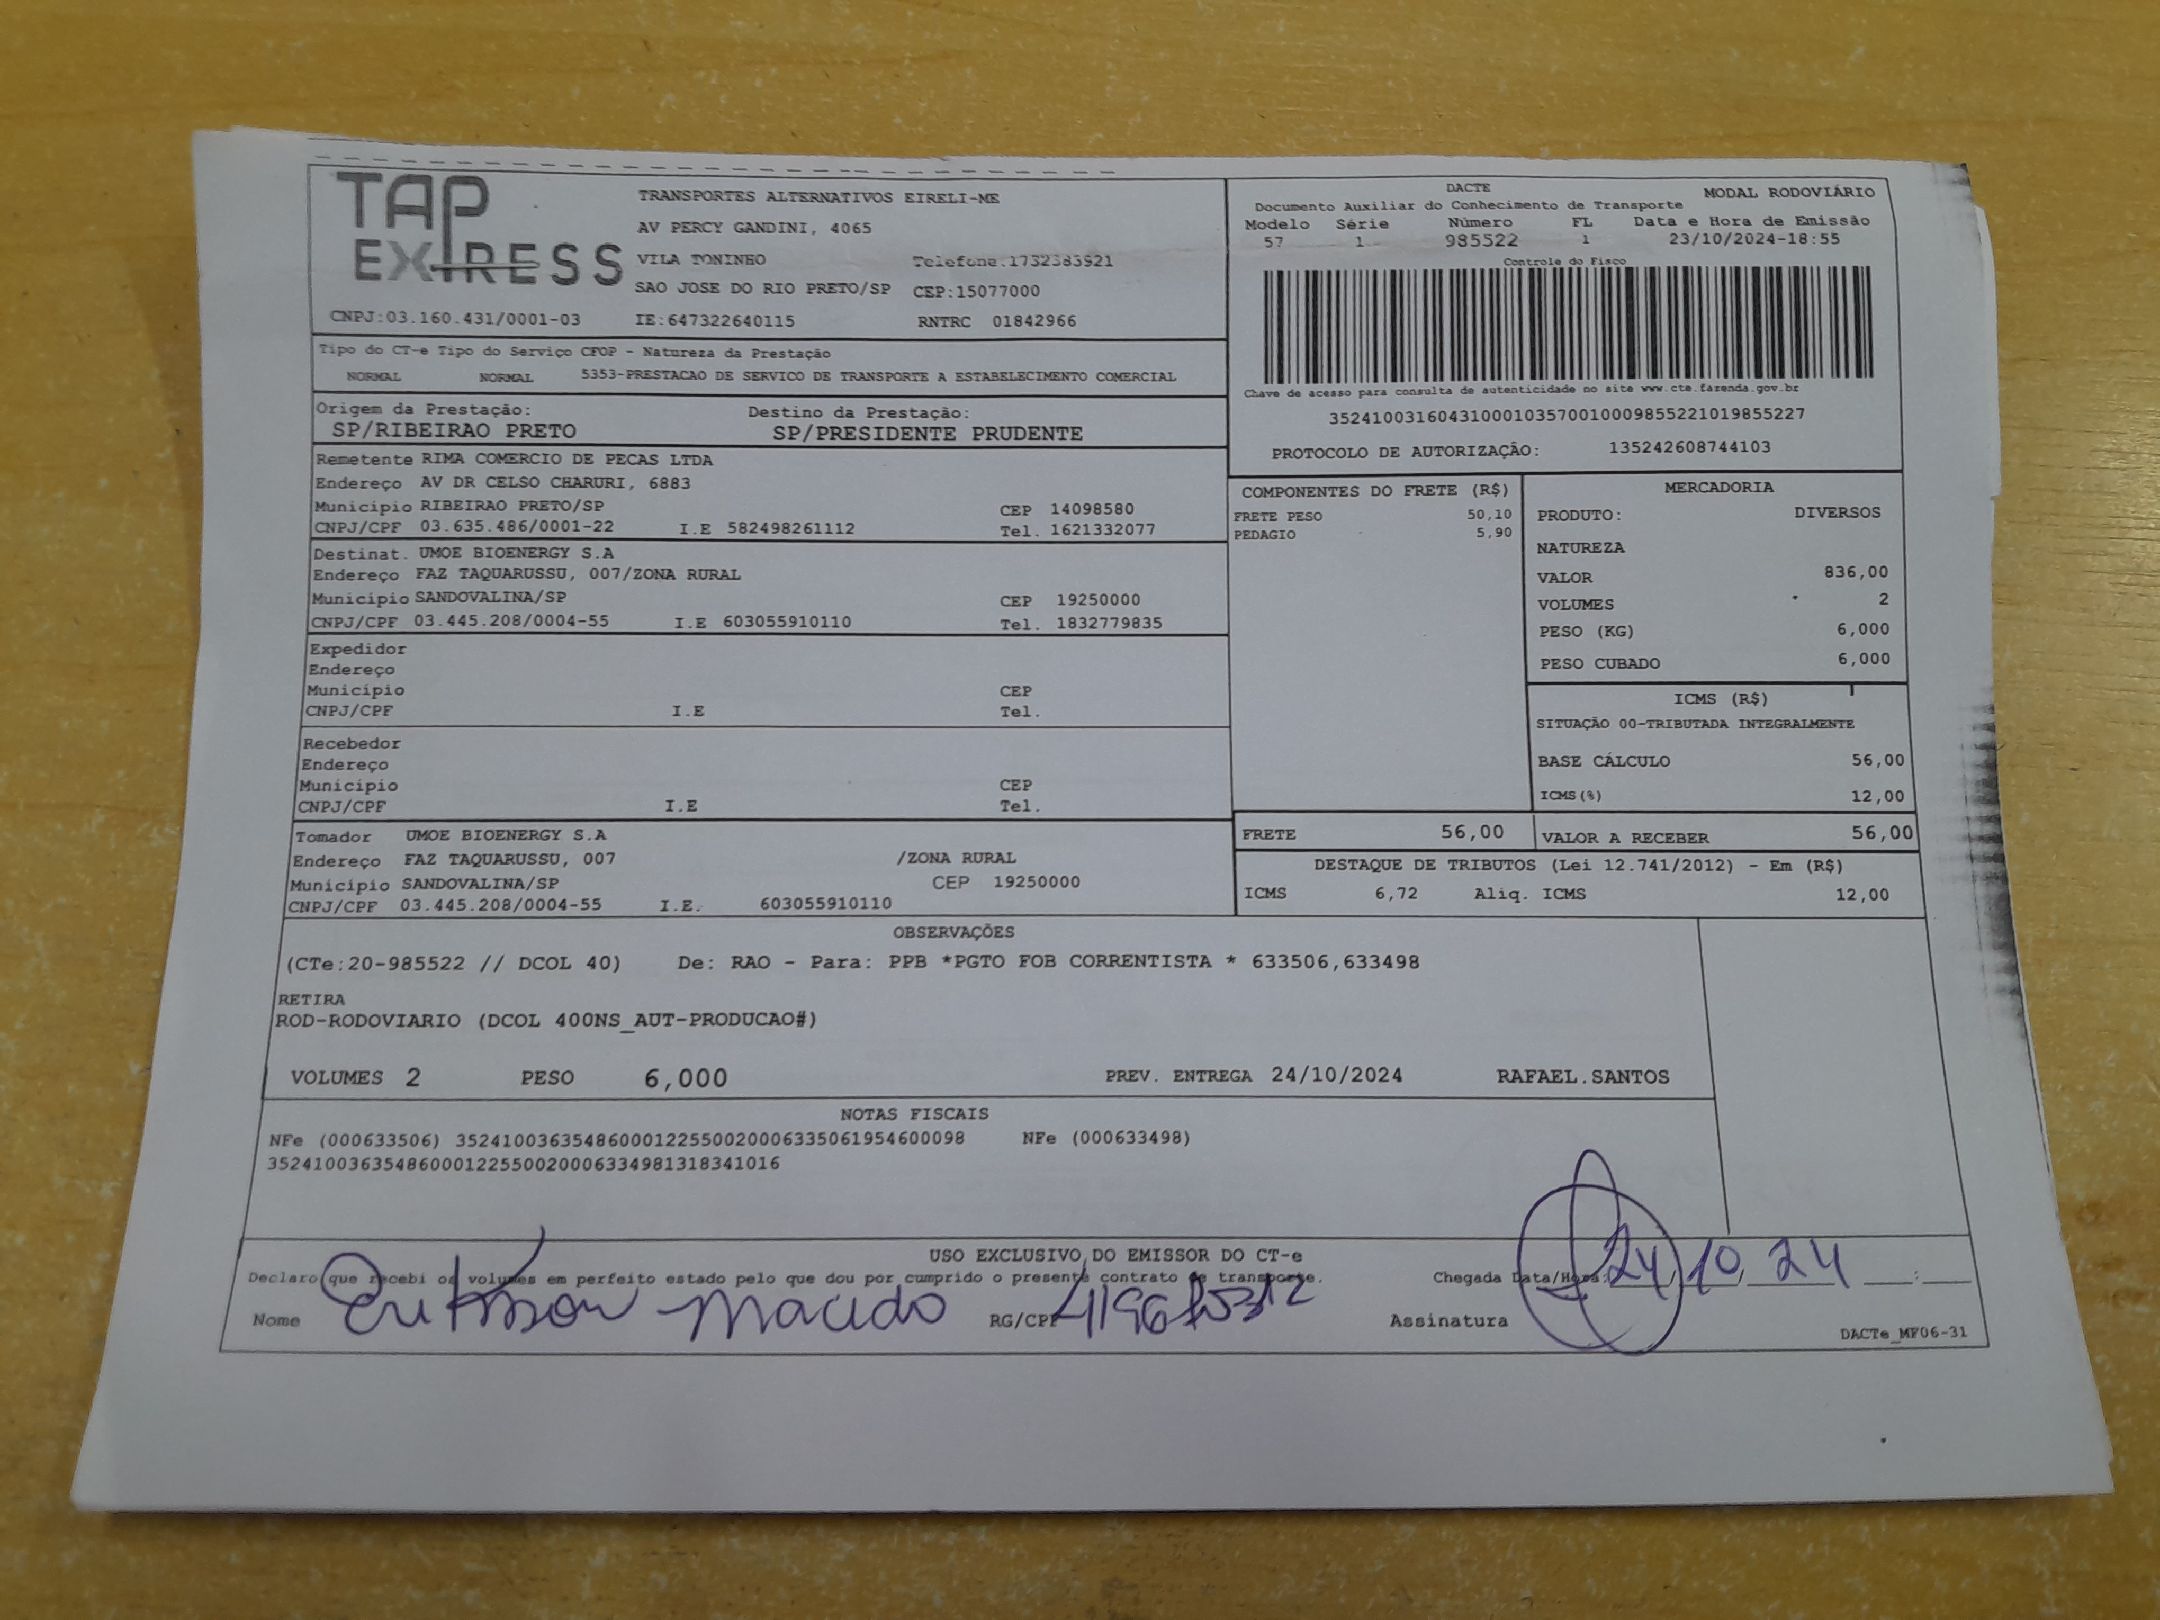 TAP
EXPRESS
TRANSPORTES ALTERNATIVOS EIRELI-ME
AV PERCY GANDINI, 4065
VILA TONINHO Telefone.1732383921
SAO JOSE DO RIO PRETO/SP CEP:15077000
CNPJ:03.160.431/0001-03 IE:647322640115 RNTRC 01842966
DACTE MODAL RODOVIÁRIO
Documento Auxiliar do Conhecimento de Transporte
Modelo Série Número FL Data e Hora de Emissão
57 1 985522 1 23/10/2024-18:55
Controle do Fisco
Chave de acesso para consulta de autenticidade no site www.cte.fazenda.gov.br
35241003160431000103570010009855221019855227
PROTOCOLO DE AUTORIZAÇÃO: 135242608744103
Tipo do CT-e Tipo do Serviço CFOP - Natureza da Prestação
NORMAL NORMAL 5353-PRESTACAO DE SERVICO DE TRANSPORTE A ESTABELECIMENTO COMERCIAL
Origem da Prestação: Destino da Prestação:
SP/RIBEIRAO PRETO SP/PRESIDENTE PRUDENTE
Remetente RIMA COMERCIO DE PECAS LTDA
Endereço AV DR CELSO CHARURI, 6883
Município RIBEIRAO PRETO/SP CEP 14098580
CNPJ/CPF 03.635.486/0001-22 I.E 582498261112 Tel. 1621332077
Destinat. UMOE BIOENERGY S.A
Endereço FAZ TAQUARUSSU, 007/ZONA RURAL
Município SANDOVALINA/SP CEP 19250000
CNPJ/CPF 03.445.208/0004-55 I.E 603055910110 Tel. 1832779835
Expedidor
Endereço
Município CEP
CNPJ/CPF I.E Tel.
Recebedor
Endereço
Município CEP
CNPJ/CPF I.E Tel.
Tomador UMOE BIOENERGY S.A
Endereço FAZ TAQUARUSSU, 007 /ZONA RURAL
Município SANDOVALINA/SP CEP 19250000
CNPJ/CPF 03.445.208/0004-55 I.E. 603055910110
COMPONENTES DO FRETE (R$)
FRETE PESO 50,10
PEDAGIO 5,90
MERCADORIA
PRODUTO: DIVERSOS
NATUREZA
VALOR 836,00
VOLUMES 2
PESO (KG) 6,000
PESO CUBADO 6,000
ICMS (R$)
SITUAÇÃO 00-TRIBUTADA INTEGRALMENTE
BASE CÁLCULO 56,00
ICMS(%) 12,00
FRETE 56,00 VALOR A RECEBER 56,00
DESTAQUE DE TRIBUTOS (Lei 12.741/2012) - Em (R$)
ICMS 6,72 Aliq. ICMS 12,00
OBSERVAÇÕES
(CTe:20-985522 // DCOL 40) De: RAO - Para: PPB *PGTO FOB CORRENTISTA * 633506,633498
RETIRA
ROD-RODOVIARIO (DCOL 400NS_AUT-PRODUCAO#)
VOLUMES 2 PESO 6,000 PREV. ENTREGA 24/10/2024 RAFAEL.SANTOS
NOTAS FISCAIS
NFe (000633506) 35241003635486000122550020006335061954600098 NFe (000633498)
35241003635486000122550020006334981318341016
USO EXCLUSIVO DO EMISSOR DO CT-e
Declaro que recebi os volumes em perfeito estado pelo que dou por cumprido o presente contrato de transporte. Chegada Data/Hora: 24/10/24
Nome Macedo RG/CPF Assinatura
DACTe_MF06-31